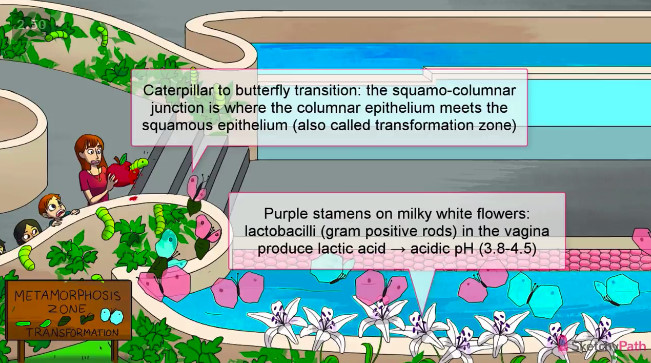 2.50
Caterpillar to butterfly transition: the squamo-columnar
junction is where the columnar epithelium meets the
squamous epithelium (also called transformation zone)
Purple stamens on milky white flowers:
lactobacilli (gram positive rods) in the vagina
produce lactic acid → acidic pH (3.8-4.5)
METAMORPHOSIS
ZONE
TRANSFORMATION
SketchyPath